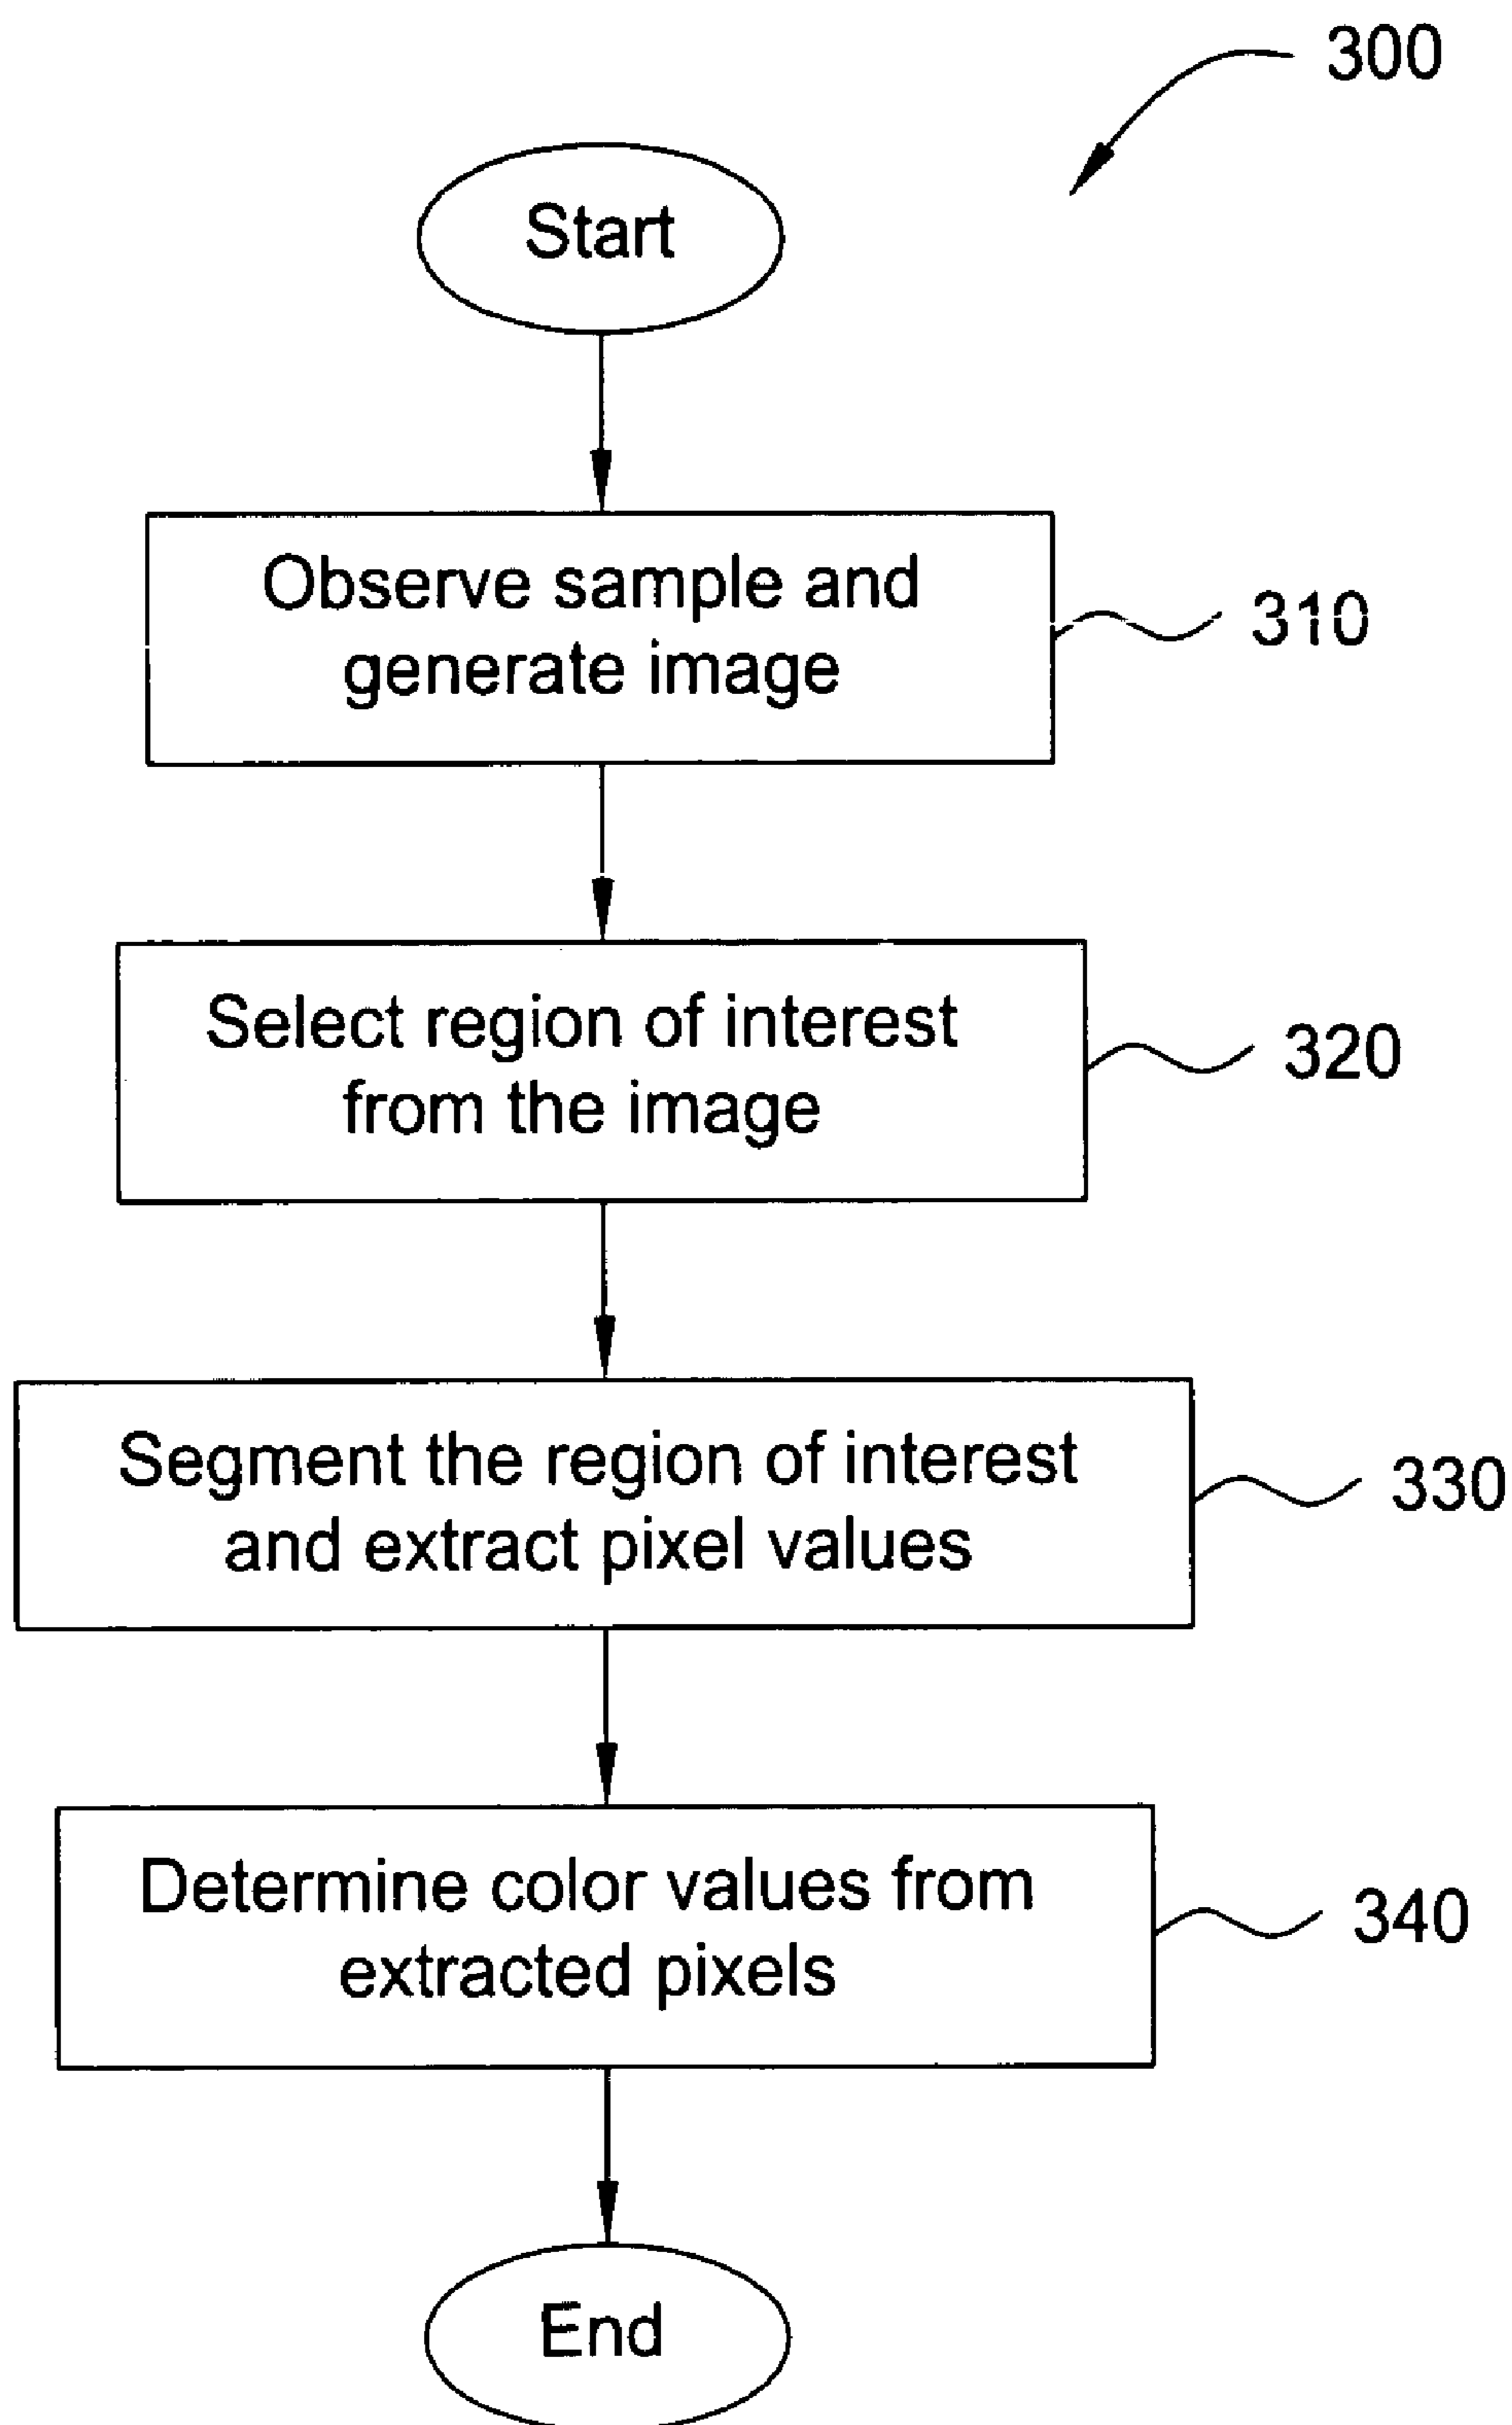 300
Start
Observe sample and
generate image
310
Select region of interest
from the image
320
Segment the region of interest
and extract pixel values
330
Determine color values from
extracted pixels
340
End